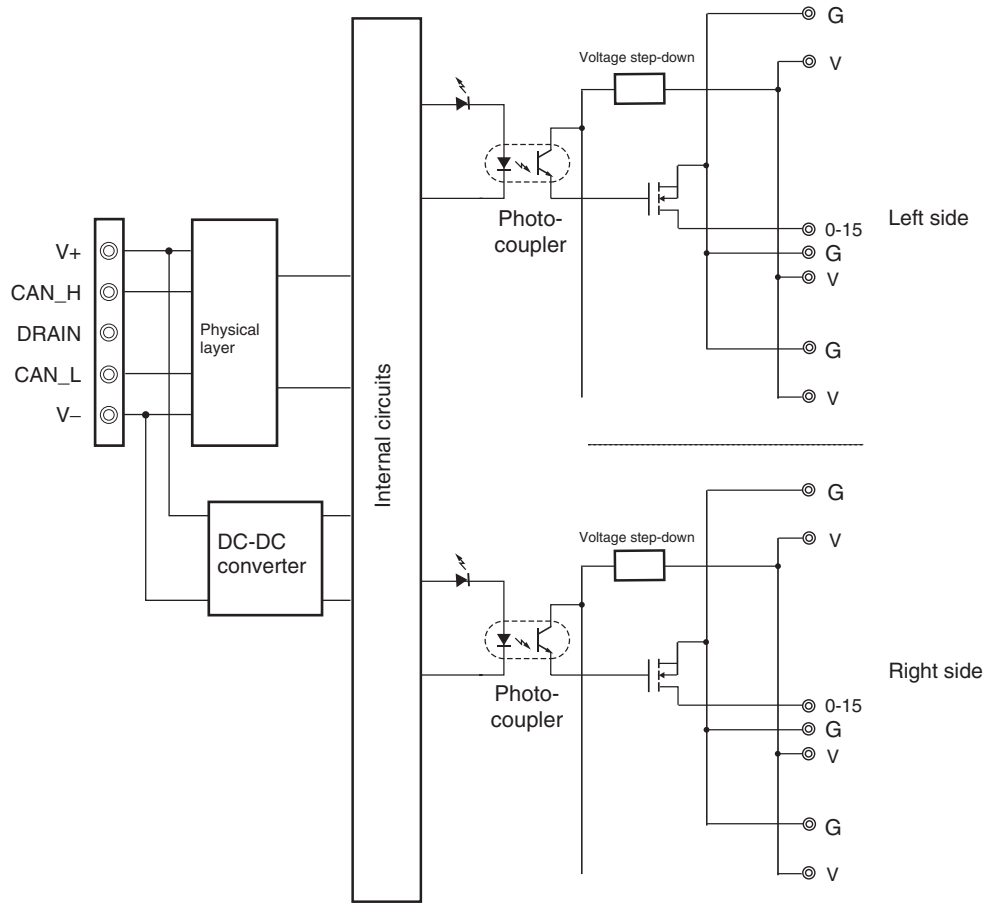 G
Voltage step-down
V
Photo-
coupler
0-15
Left side
G
V
G
V
V+
CAN_H
DRAIN
CAN_L
V–
Physical
layer
Internal circuits
DC-DC
converter
G
Voltage step-down
V
Photo-
coupler
Right side
0-15
G
V
G
V